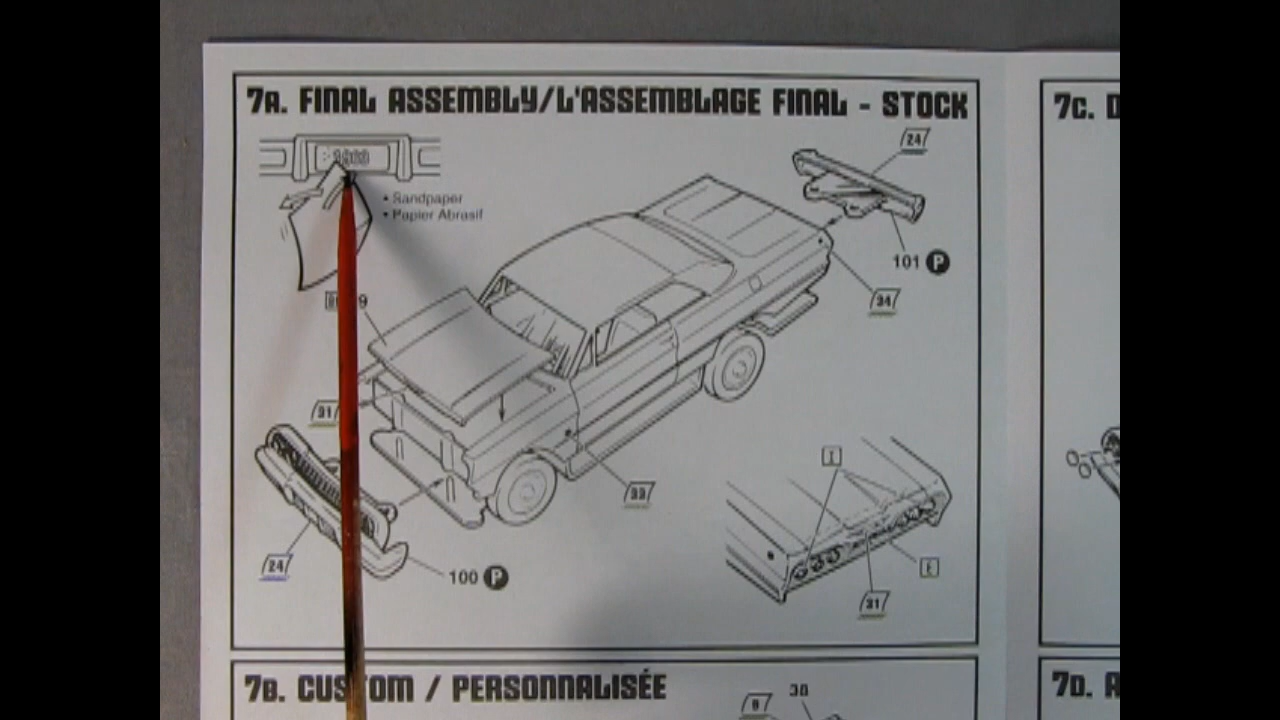 7A. FINAL ASSEMBLY/L'ASSEMBLAGE FINAL - STOCK
7C.
24
• Sandpaper
• Papier Abrasif
101 P
34
9
31
I
33
24
100 P
E
31
7B. CUSTOM / PERSONNALISÉE
38
7D. A